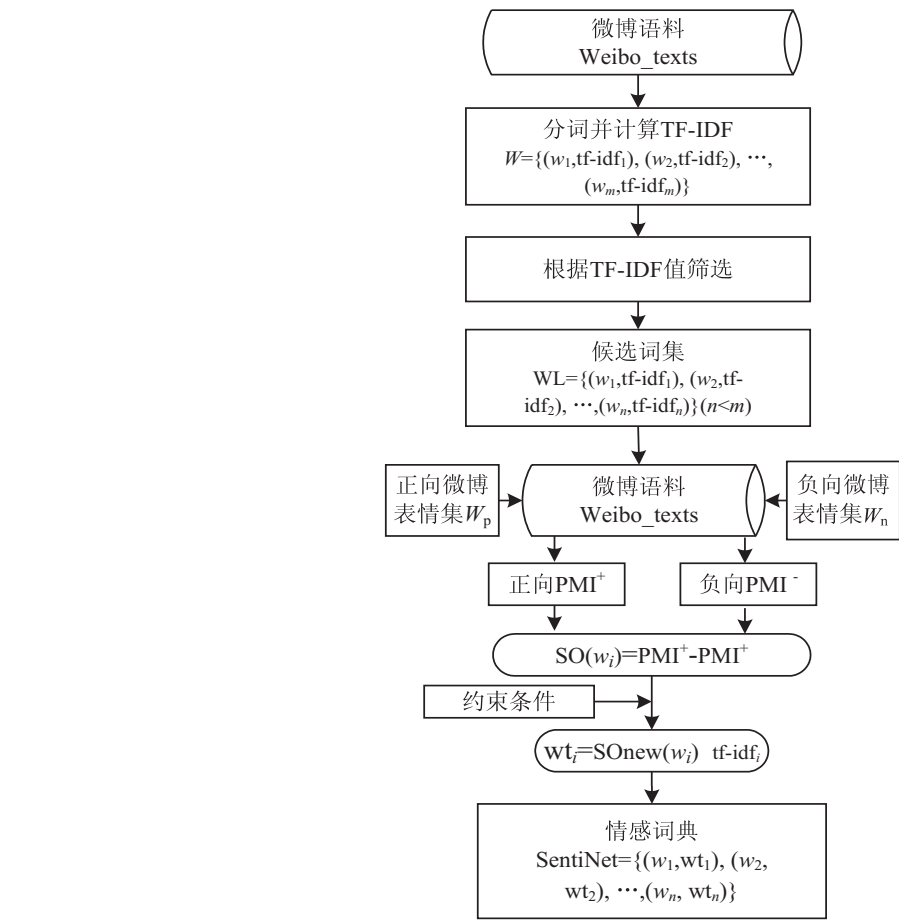 微博语料
Weibo_texts
分词并计算TF-IDF
W={(w₁,tf-idf₁), (w₂,tf-idf₂), ⋯,
(wₘ,tf-idfₘ)}
根据TF-IDF值筛选
候选词集
WL={(w₁,tf-idf₁), (w₂,tf-
idf₂), ⋯,(wₙ,tf-idfₙ)}(n<m)
正向微博
表情集Wₚ
微博语料
Weibo_texts
负向微博
表情集Wₙ
正向PMI⁺
负向PMI⁻
SO(wᵢ)=PMI⁺-PMI⁺
约束条件
wtᵢ=SOnew(wᵢ) tf-idfᵢ
情感词典
SentiNet={(w₁,wt₁), (w₂,
wt₂), ⋯,(wₙ, wtₙ)}